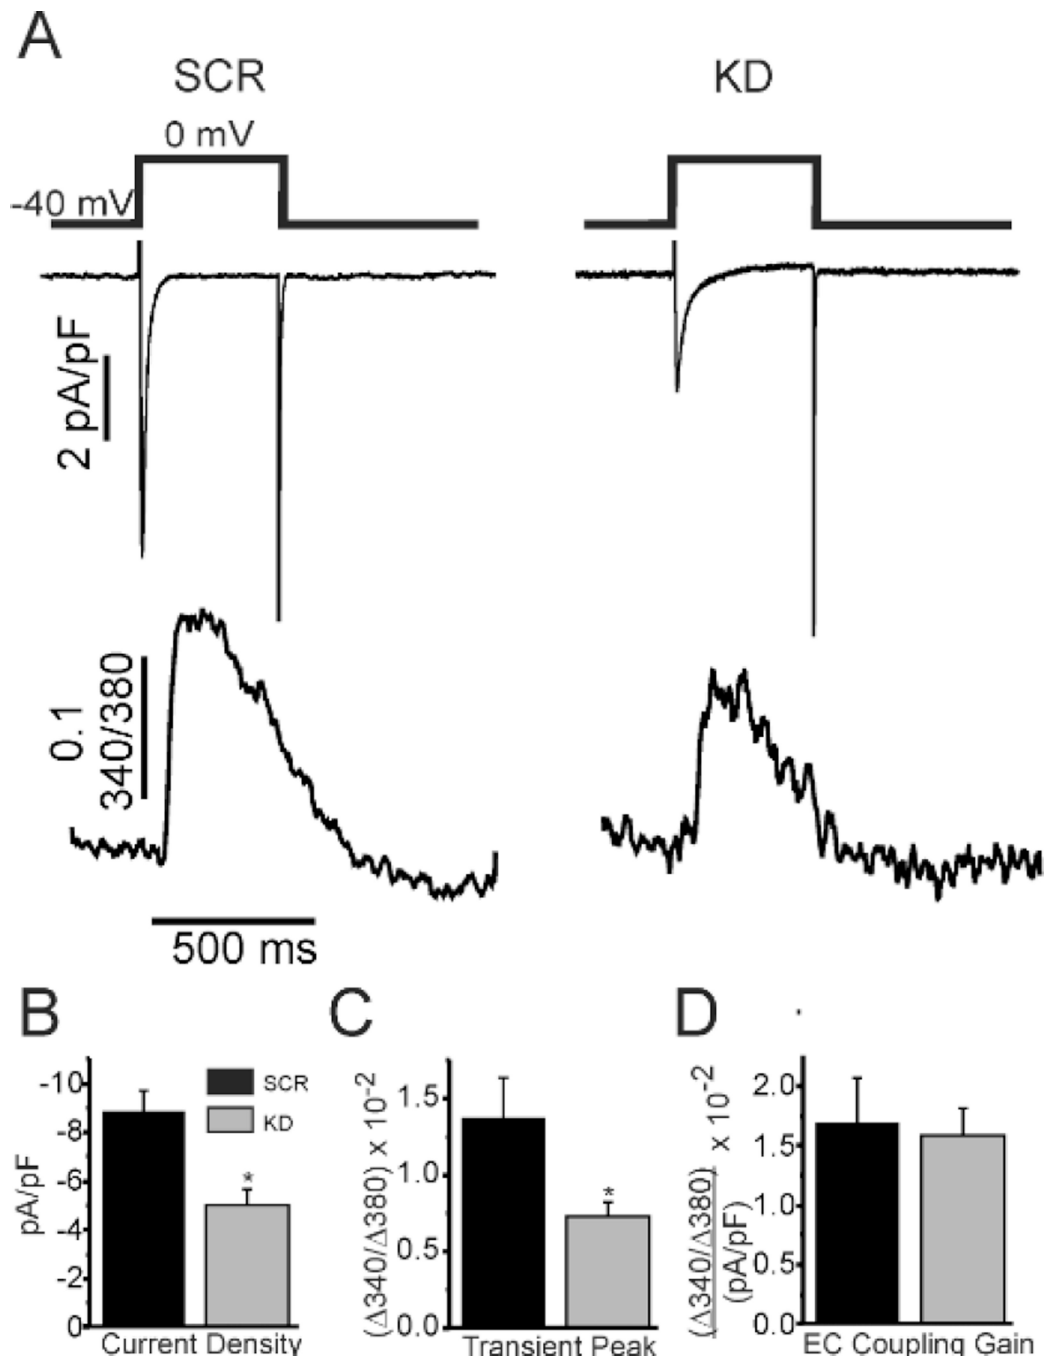 A
SCR
KD
0 mV
-40 mV
2 pA/pF
0.1
340/380
500 ms
B
C
D
-10
-8
-6
-4
-2
0
pA/pF
SCR
KD
*
Current Density
(Δ340/Δ380) x 10-2
1.5
1.0
0.5
0.0
*
Transient Peak
(Δ340/Δ380) x 10-2
(pA/pF)
2.0
1.5
1.0
0.5
0.0
EC Coupling Gain